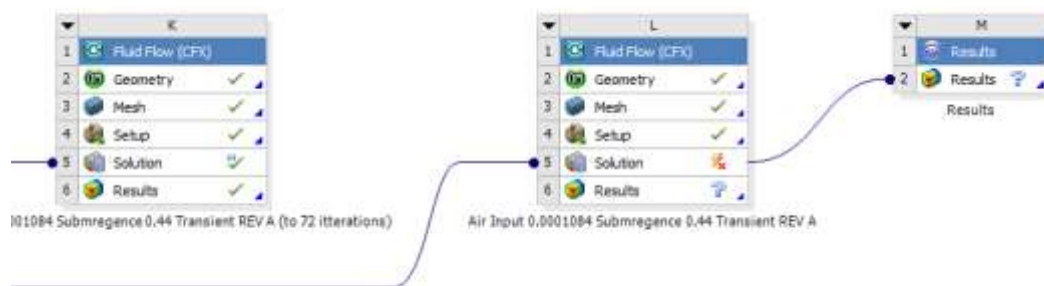 K
1 Fluid Flow (CFX)
2 Geometry
3 Mesh
4 Setup
5 Solution
6 Results
01084 Submregence 0.44 Transient REV A (to 72 itterations)
L
1 Fluid Flow (CFX)
2 Geometry
3 Mesh
4 Setup
5 Solution
6 Results
Air Input 0.0001084 Submregence 0.44 Transient REV A
M
1 Results
2 Results
Results